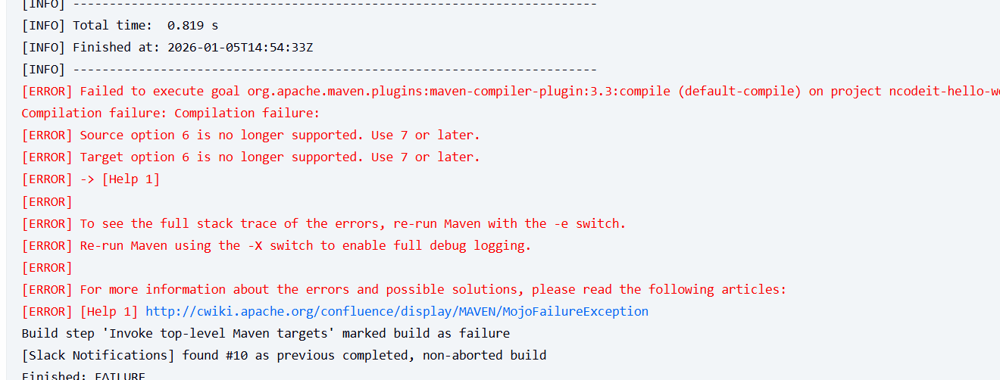 [INFO] ------------------------------------------------------------------------
[INFO] Total time:  0.819 s
[INFO] Finished at: 2026-01-05T14:54:33Z
[INFO] ------------------------------------------------------------------------
[ERROR] Failed to execute goal org.apache.maven.plugins:maven-compiler-plugin:3.3:compile (default-compile) on project ncodeit-hello-w
Compilation failure: Compilation failure:
[ERROR] Source option 6 is no longer supported. Use 7 or later.
[ERROR] Target option 6 is no longer supported. Use 7 or later.
[ERROR] -> [Help 1]
[ERROR]
[ERROR] To see the full stack trace of the errors, re-run Maven with the -e switch.
[ERROR] Re-run Maven using the -X switch to enable full debug logging.
[ERROR]
[ERROR] For more information about the errors and possible solutions, please read the following articles:
[ERROR] [Help 1] http://cwiki.apache.org/confluence/display/MAVEN/MojoFailureException
Build step 'Invoke top-level Maven targets' marked build as failure
[Slack Notifications] found #10 as previous completed, non-aborted build
Finished: FAILURE